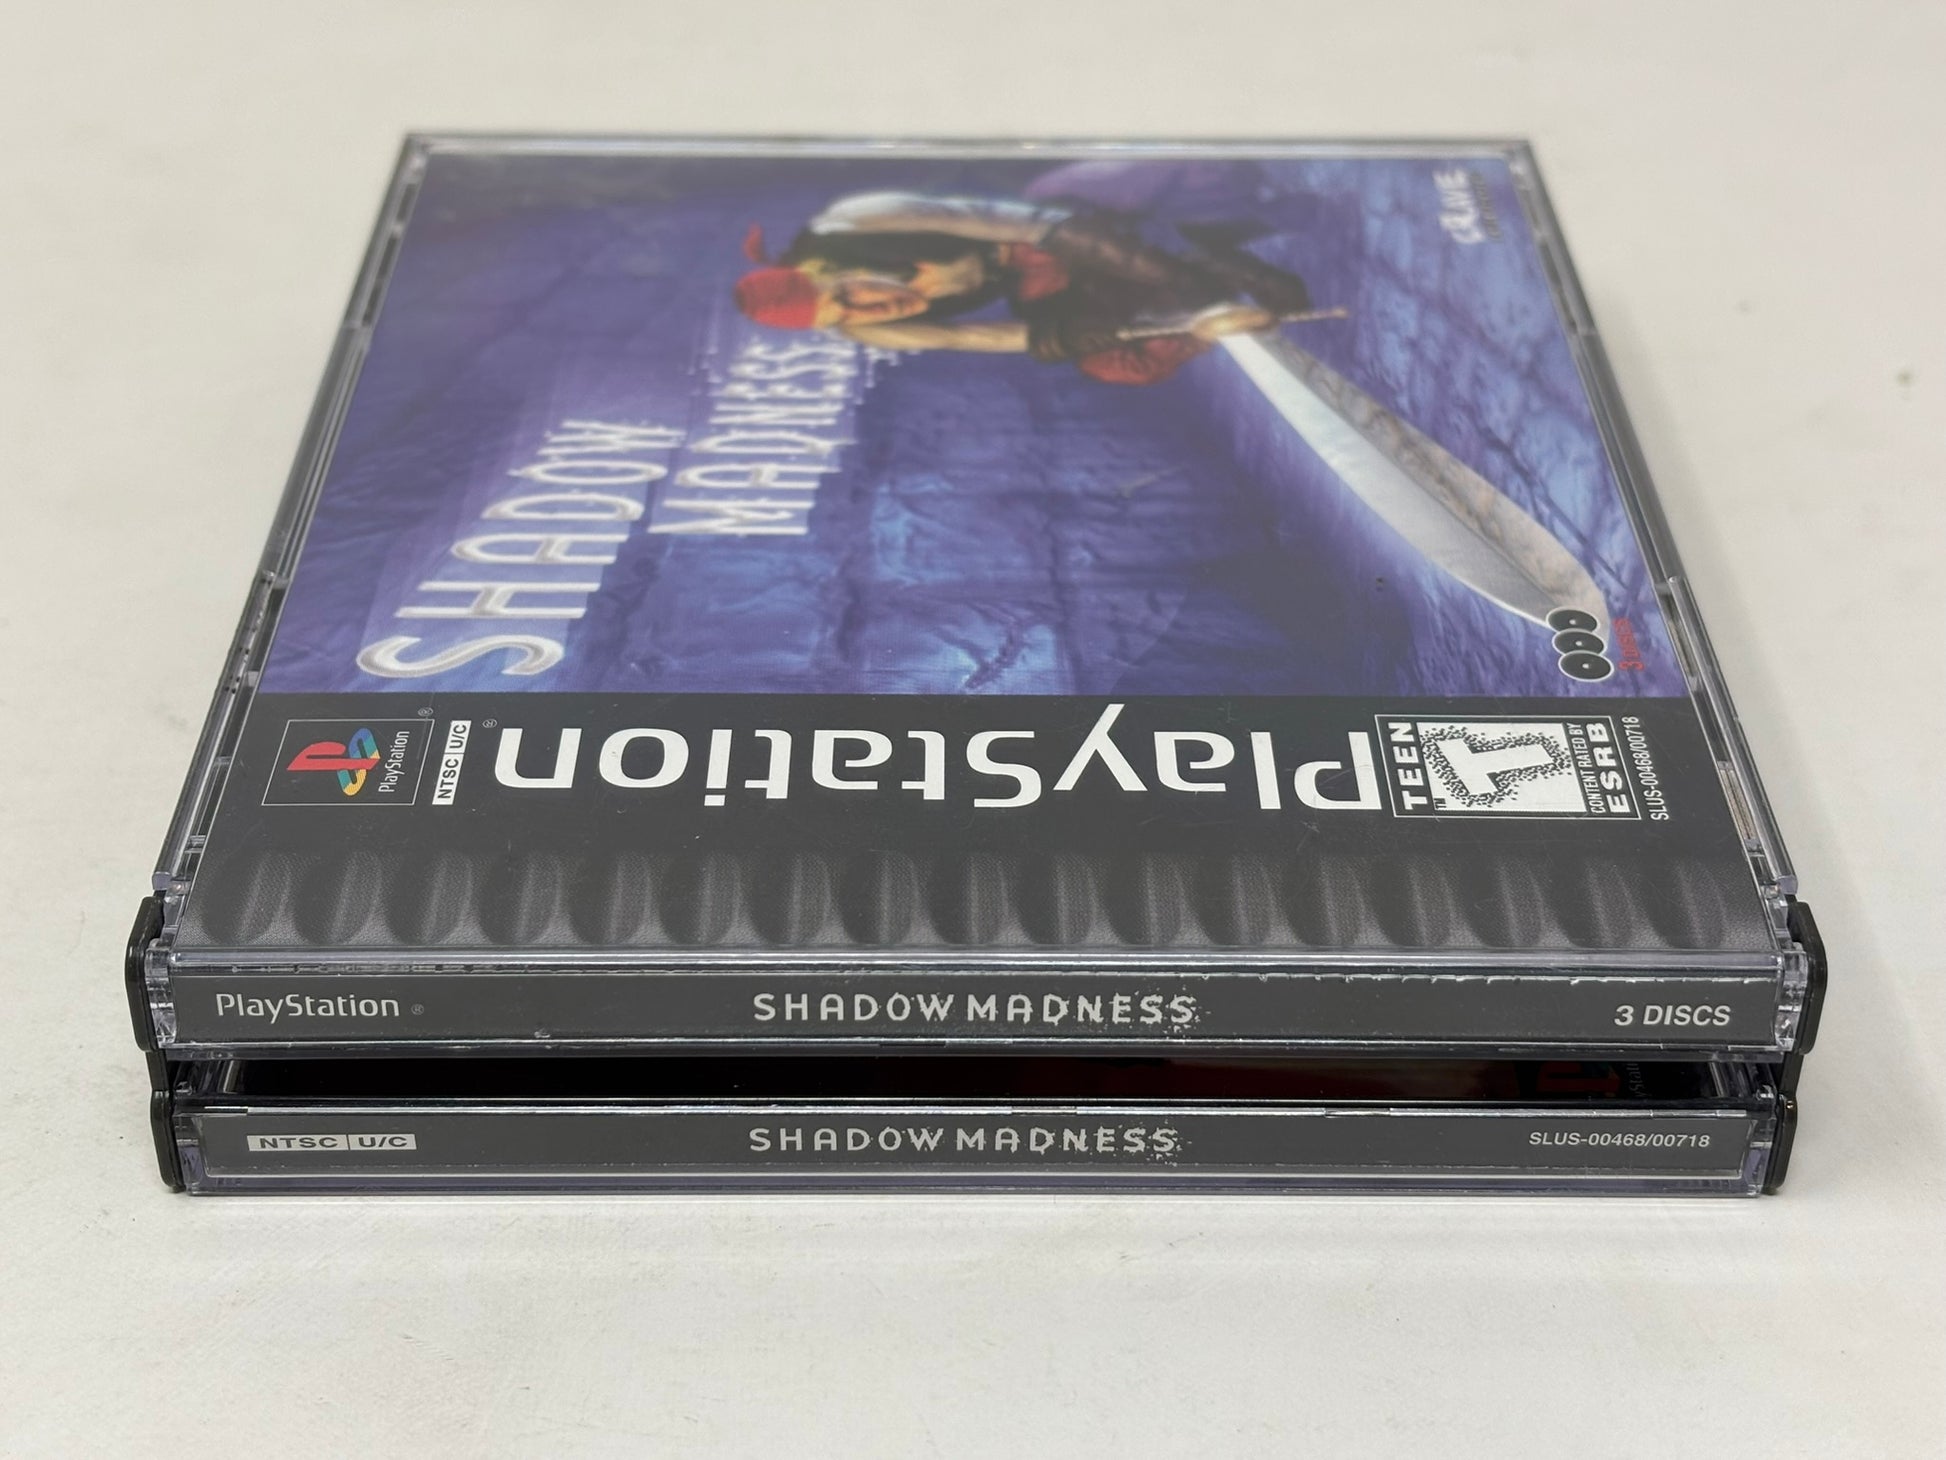 CRAVE
SHADOW
MADNESS
3 DISCS
PlayStation®
NTSC U/C
PlayStation®
TEEN
T
TM
CONTENT RATED BY
ESRB
SLUS-00468/00718
PlayStation®
SHADOW MADNESS
3 DISCS
NTSC U/C
SHADOW MADNESS
SLUS-00468/00718